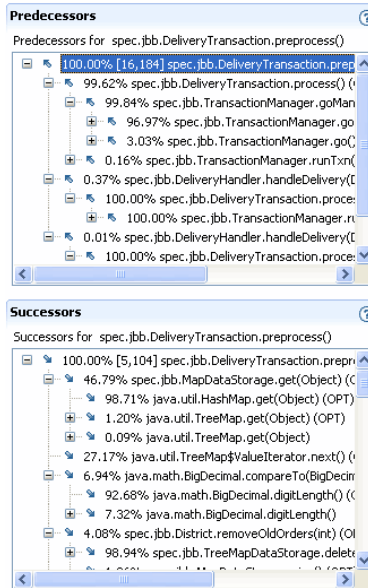 Predecessors
Predecessors for spec.jbb.DeliveryTransaction.preprocess()
100.00% [16,184] spec.jbb.DeliveryTransaction.prep
99.62% spec.jbb.DeliveryTransaction.process() (
99.84% spec.jbb.TransactionManager.goMan
96.97% spec.jbb.TransactionManager.go
3.03% spec.jbb.TransactionManager.go(
0.16% spec.jbb.TransactionManager.runTxn(
0.37% spec.jbb.DeliveryHandler.handleDelivery(D
100.00% spec.jbb.DeliveryTransaction.proce
100.00% spec.jbb.TransactionManager.ru
0.01% spec.jbb.DeliveryHandler.handleDelivery(D
100.00% spec.jbb.DeliveryTransaction.proce
Successors
Successors for spec.jbb.DeliveryTransaction.preprocess()
100.00% [5,104] spec.jbb.DeliveryTransaction.prepr
46.79% spec.jbb.MapDataStorage.get(Object) (O
98.71% java.util.HashMap.get(Object) (OPT)
1.20% java.util.TreeMap.get(Object) (OPT)
0.09% java.util.TreeMap.get(Object)
27.17% java.util.TreeMap$ValueIterator.next() (
6.94% java.math.BigDecimal.compareTo(BigDecim
92.68% java.math.BigDecimal.digitLength() (O
7.32% java.math.BigDecimal.digitLength()
4.08% spec.jbb.District.removeOldOrders(int) (O
98.94% spec.jbb.TreeMapDataStorage.delete